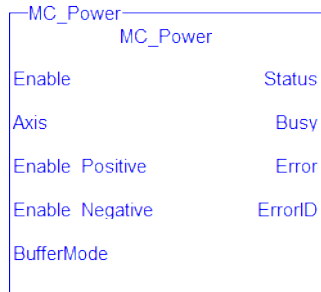 MC_Power
MC_Power
Enable Status
Axis Busy
Enable Positive Error
Enable Negative ErrorID
BufferMode